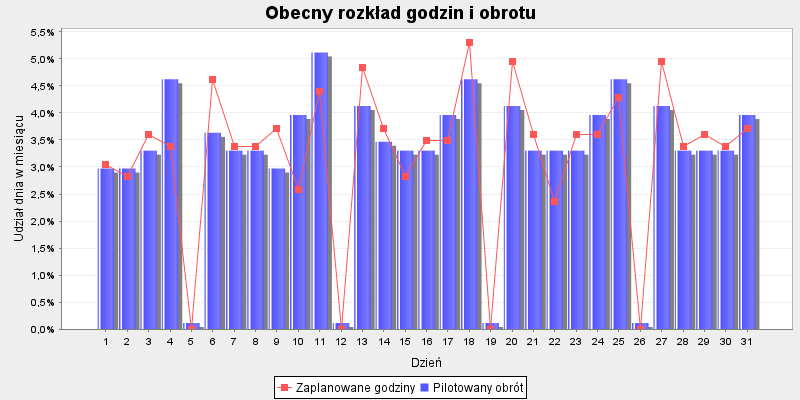 Obecny rozkład godzin i obrotu
Udział dnia w miesiącu
5,5%
5,0%
4,5%
4,0%
3,5%
3,0%
2,5%
2,0%
1,5%
1,0%
0,5%
0,0%
1 2 3 4 5 6 7 8 9 10 11 12 13 14 15 16 17 18 19 20 21 22 23 24 25 26 27 28 29 30 31
Dzień
Zaplanowane godziny Pilotowany obrót